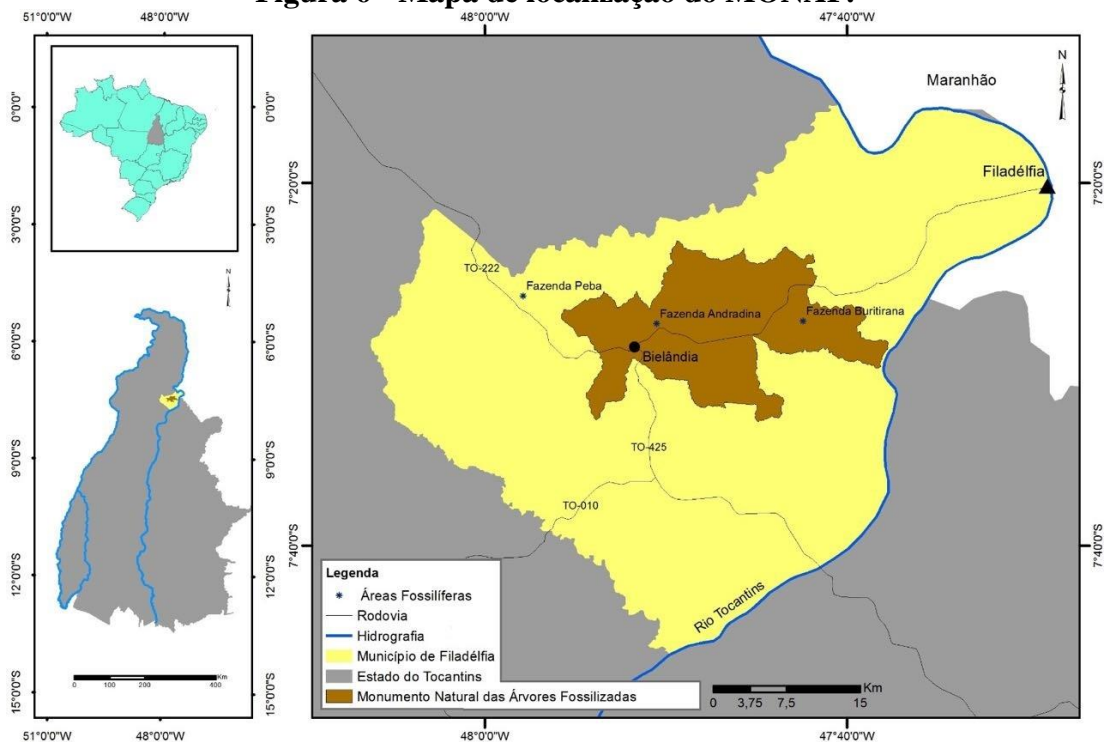 Figura 6 - Mapa de localização do MONAF.
51°0'0"W 48°0'0"W
0°0'0" 0°0'0"
3°0'0"S 3°0'0"S
N
6°0'0"S 6°0'0"S
9°0'0"S 9°0'0"S
12°0'0"S 12°0'0"S
15°0'0"S 15°0'0"S
0 100 200 400 Km
51°0'0"W 48°0'0"W
48°0'0"W 47°40'0"W
N
Maranhão
Filadélfia
7°20'0"S 7°20'0"S
TO-222
Fazenda Peba
Fazenda Andradina
Fazenda Buritirana
Bielândia
TO-425
TO-010
7°40'0"S 7°40'0"S
Rio Tocantins
Legenda
Áreas Fossilíferas
Rodovia
Hidrografia
Município de Filadélfia
Estado do Tocantins
Monumento Natural das Árvores Fossilizadas
Km
0 3,75 7,5 15
48°0'0"W 47°40'0"W